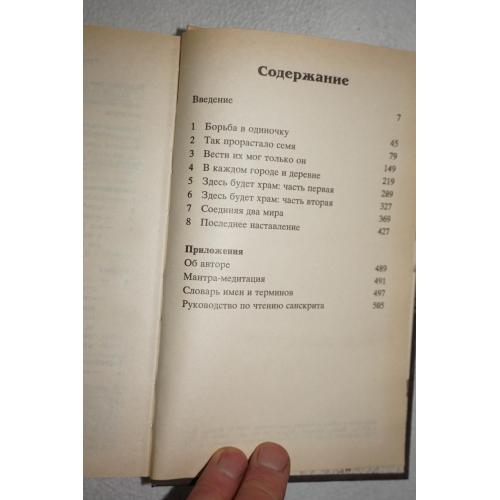 Содержание
Введение 7
1 Борьба в одиночку 45
2 Так прорастало семя 79
3 Вести их мог только он 149
4 В каждом городе и деревне 219
5 Здесь будет храм: часть первая 289
6 Здесь будет храм: часть вторая 327
7 Соединяя два мира 369
8 Последнее наставление 427
Приложения
Об авторе 489
Мантра-медитация 491
Словарь имен и терминов 497
Руководство по чтению санскрита 505